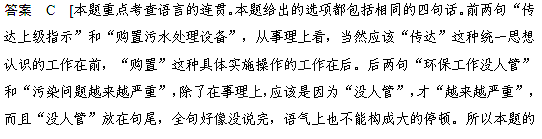 答案　C　[本题重点考查语言的连贯。本题给出的选项都包括相同的四句话。前两句“传
达上级指示”和“购置污水处理设备”，从事理上看，当然应该“传达”这种统一思想
认识的工作在前，“购置”这种具体实施操作的工作在后。后两句“环保工作没人管”
和“污染问题越来越严重”，除了在事理上，应该是因为“没人管”，才“越来越严重”，
而且“没人管”放在句尾，全句好像没说完，语气上也不能构成大的停顿。所以本题的